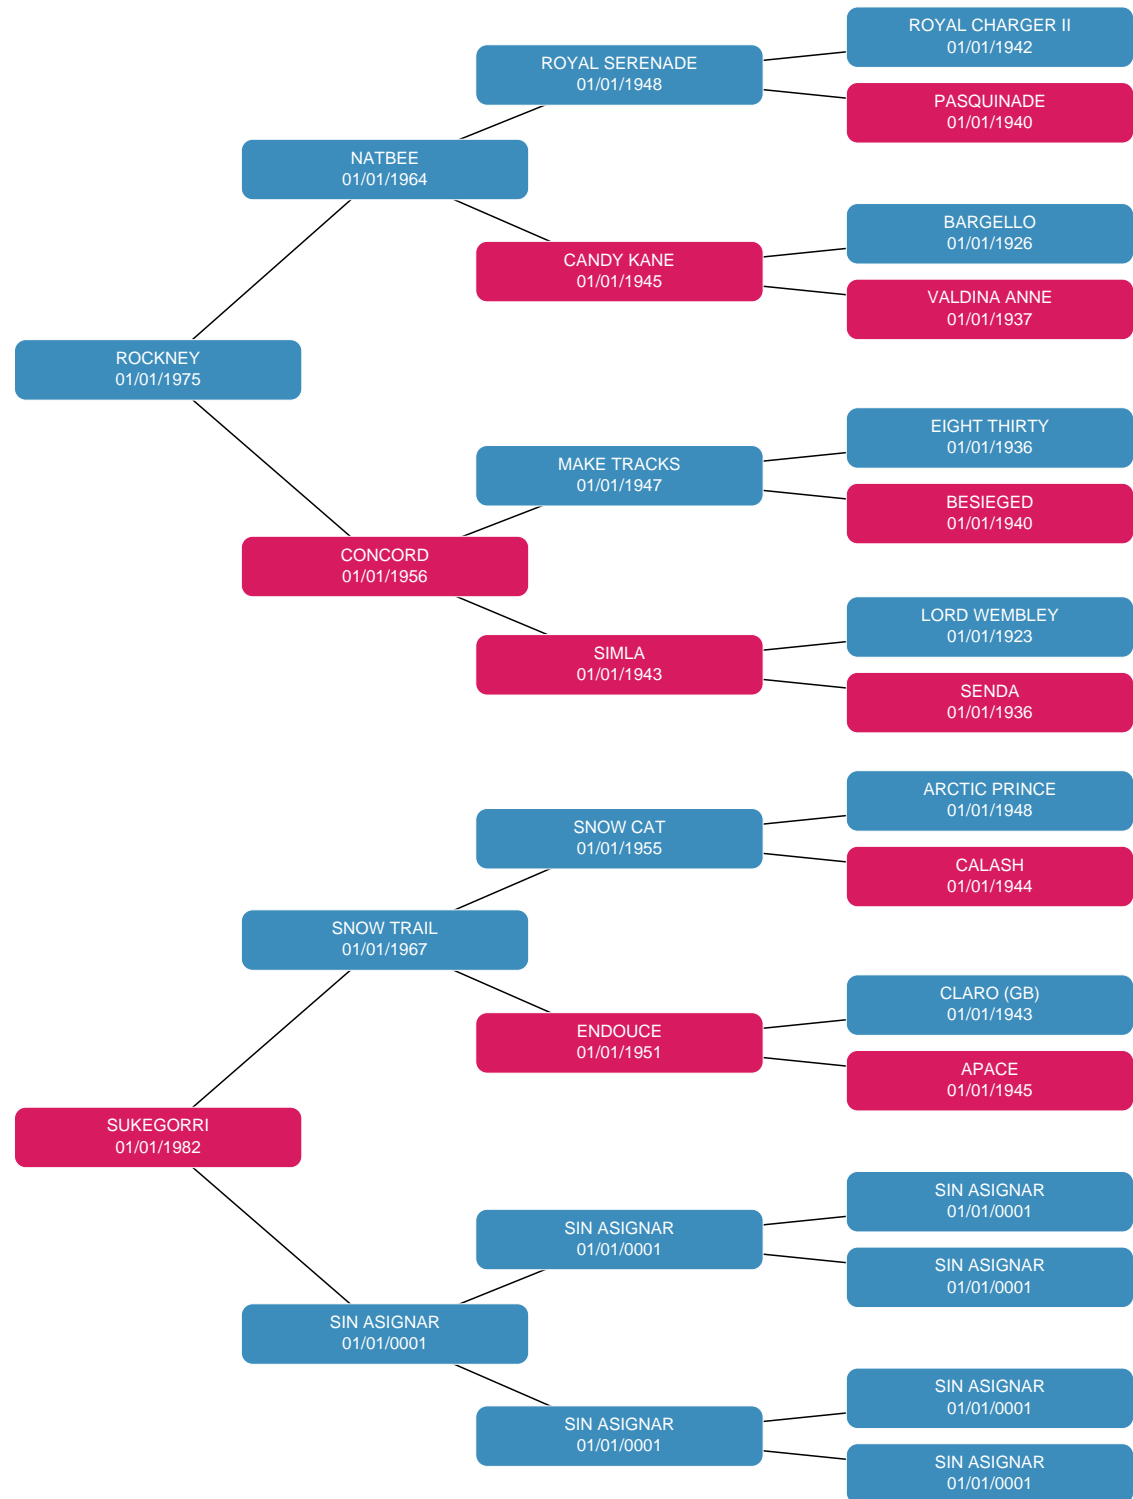 ROYAL CHARGER II
01/01/1942
ROYAL SERENADE
01/01/1948
PASQUINADE
01/01/1940
NATBEE
01/01/1964
BARGELLO
01/01/1926
CANDY KANE
01/01/1945
VALDINA ANNE
01/01/1937
ROCKNEY
01/01/1975
EIGHT THIRTY
01/01/1936
MAKE TRACKS
01/01/1947
BESIEGED
01/01/1940
CONCORD
01/01/1956
LORD WEMBLEY
01/01/1923
SIMLA
01/01/1943
SENDA
01/01/1936
ARCTIC PRINCE
01/01/1948
SNOW CAT
01/01/1955
CALASH
01/01/1944
SNOW TRAIL
01/01/1967
CLARO (GB)
01/01/1943
ENDOUCE
01/01/1951
APACE
01/01/1945
SUKEGORRI
01/01/1982
SIN ASIGNAR
01/01/0001
SIN ASIGNAR
01/01/0001
SIN ASIGNAR
01/01/0001
SIN ASIGNAR
01/01/0001
SIN ASIGNAR
01/01/0001
SIN ASIGNAR
01/01/0001
SIN ASIGNAR
01/01/0001